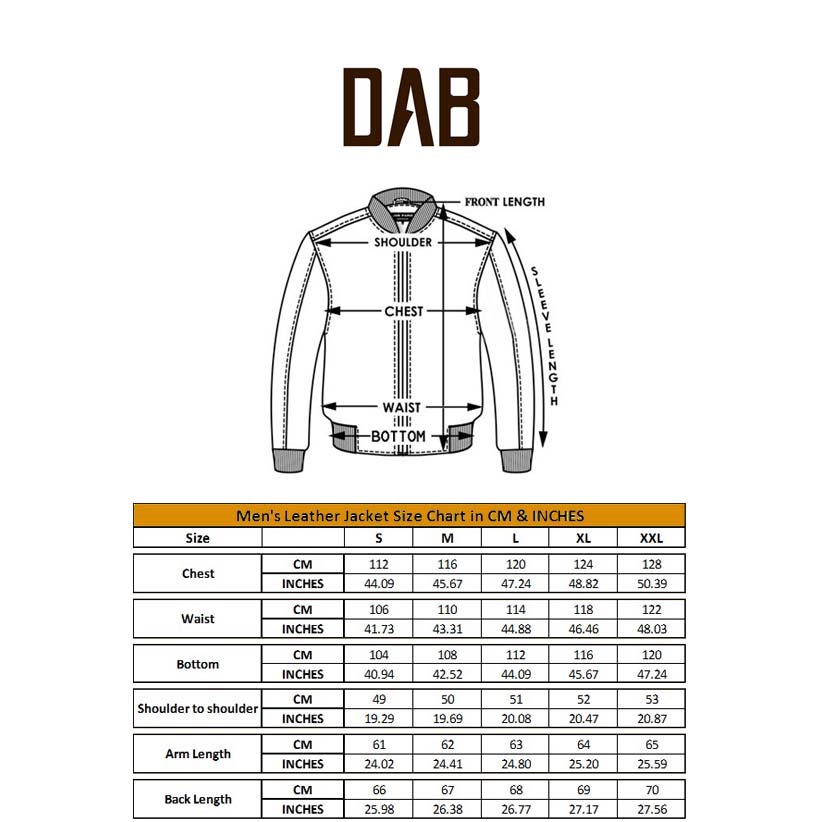 DAB
FRONT LENGTH
SHOULDER
SLEEVE LENGTH
CHEST
WAIST
BOTTOM
Men's Leather Jacket Size Chart in CM & INCHES
Size S M L XL XXL
Chest CM 112 116 120 124 128
INCHES 44.09 45.67 47.24 48.82 50.39
Waist CM 106 110 114 118 122
INCHES 41.73 43.31 44.88 46.46 48.03
Bottom CM 104 108 112 116 120
INCHES 40.94 42.52 44.09 45.67 47.24
Shoulder to shoulder CM 49 50 51 52 53
INCHES 19.29 19.69 20.08 20.47 20.87
Arm Length CM 61 62 63 64 65
INCHES 24.02 24.41 24.80 25.20 25.59
Back Length CM 66 67 68 69 70
INCHES 25.98 26.38 26.77 27.17 27.56